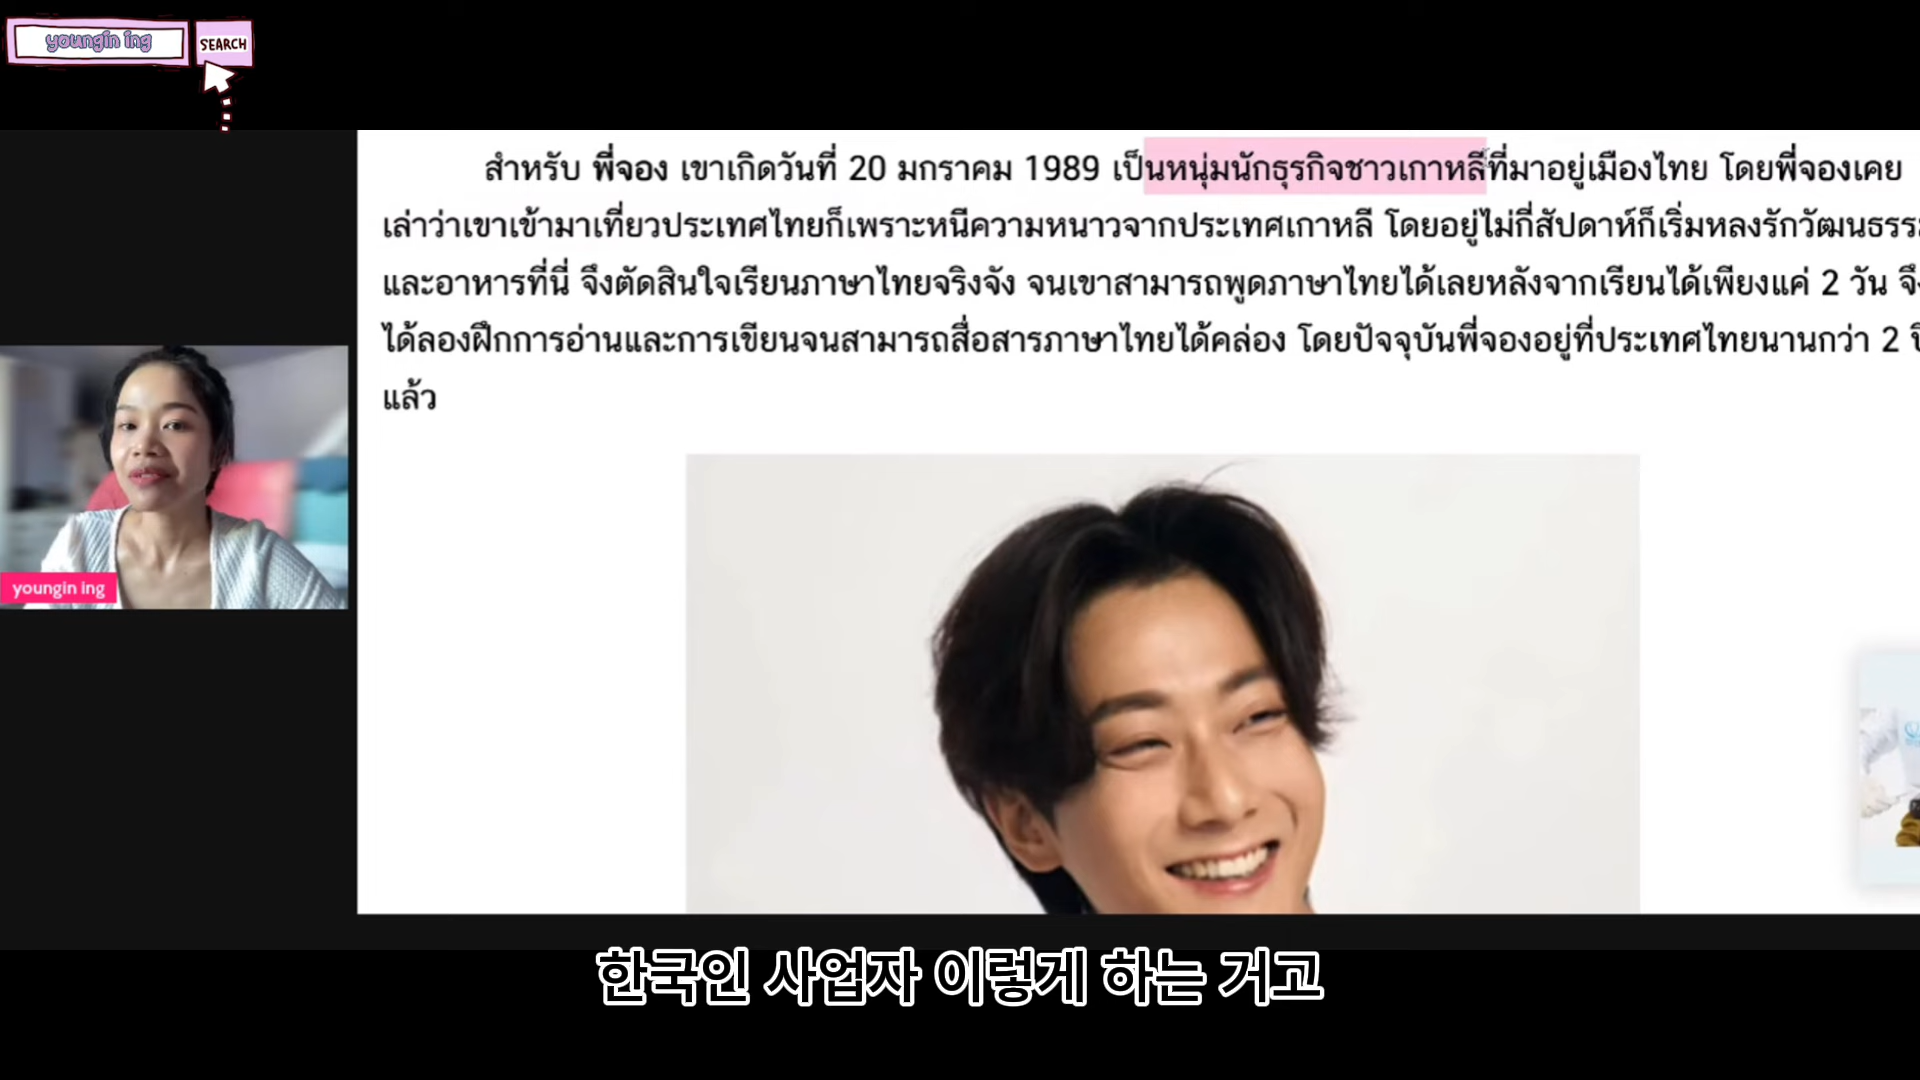 youngin ing
SEARCH
สำหรับ พี่จอง เขาเกิดวันที่ 20 มกราคม 1989 เป็นหนุ่มนักธุรกิจชาวเกาหลีที่มาอยู่เมืองไทย โดยพี่จองเคย
เล่าว่าเขาเข้ามาเที่ยวประเทศไทยก็เพราะหนีความหนาวจากประเทศเกาหลี โดยอยู่ไม่กี่สัปดาห์ก็เริ่มหลงรัก
และอาหารที่นี่ จึงตัดสินใจเรียนภาษาไทยจริงจัง จนเขาสามารถพูดภาษาไทยได้เลยหลังจากเรียนได้เพียงแค่ 2 วัน
ได้ลองฝึกการอ่านและการเขียนจนสามารถสื่อสารภาษาไทยได้คล่อง โดยปัจจุบันพี่จองอยู่ที่ประเทศไทยนานกว่า 2
แล้ว
youngin ing
한국인 사업자 이렇게 하는 거고